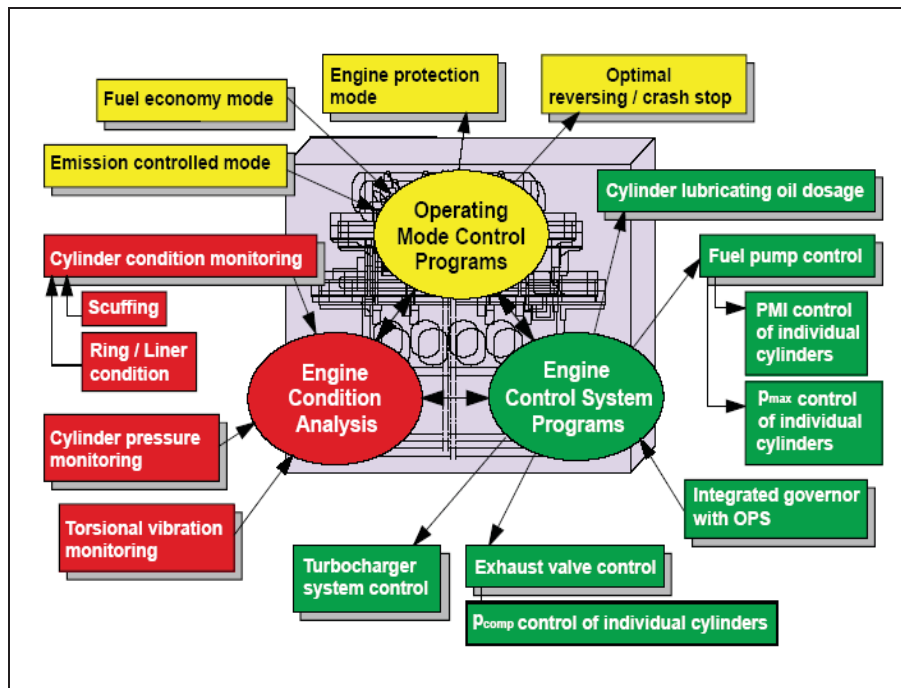 Engine protection
mode
Optimal
reversing / crash stop
Fuel economy mode
Emission controlled mode
Operating
Mode Control
Programs
Cylinder lubricating oil dosage
Cylinder condition monitoring
Fuel pump control
Scuffing
PMI control
of individual
cylinders
Ring / Liner
condition
Engine
Condition
Analysis
Engine
Control System
Programs
Pmax control
of individual
cylinders
Cylinder pressure
monitoring
Integrated governor
with OPS
Torsional vibration
monitoring
Turbocharger
system control
Exhaust valve control
Pcomp control of individual cylinders